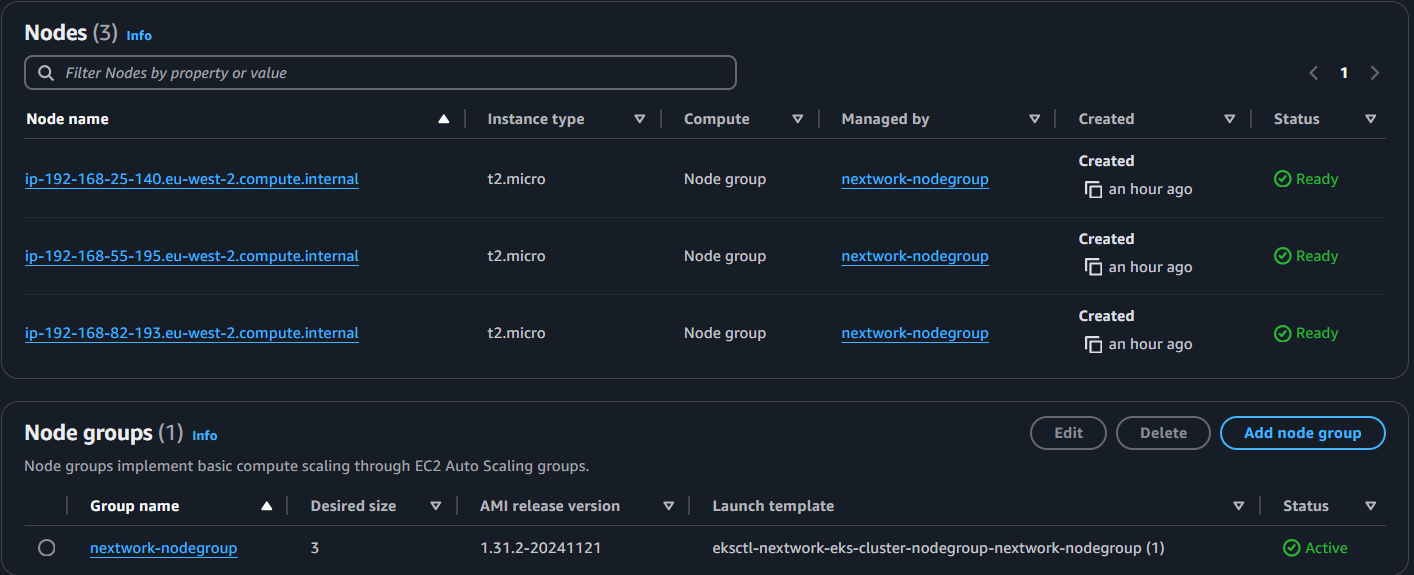 Nodes (3) Info
Filter Nodes by property or value
1
Node name Instance type Compute Managed by Created Status
ip-192-168-25-140.eu-west-2.compute.internal t2.micro Node group nextwork-nodegroup Created an hour ago Ready
ip-192-168-55-195.eu-west-2.compute.internal t2.micro Node group nextwork-nodegroup Created an hour ago Ready
ip-192-168-82-193.eu-west-2.compute.internal t2.micro Node group nextwork-nodegroup Created an hour ago Ready
Node groups (1) Info
Edit Delete Add node group
Node groups implement basic compute scaling through EC2 Auto Scaling groups.
Group name Desired size AMI release version Launch template Status
nextwork-nodegroup 3 1.31.2-20241121 eksctl-nextwork-eks-cluster-nodegroup-nextwork-nodegroup (1) Active